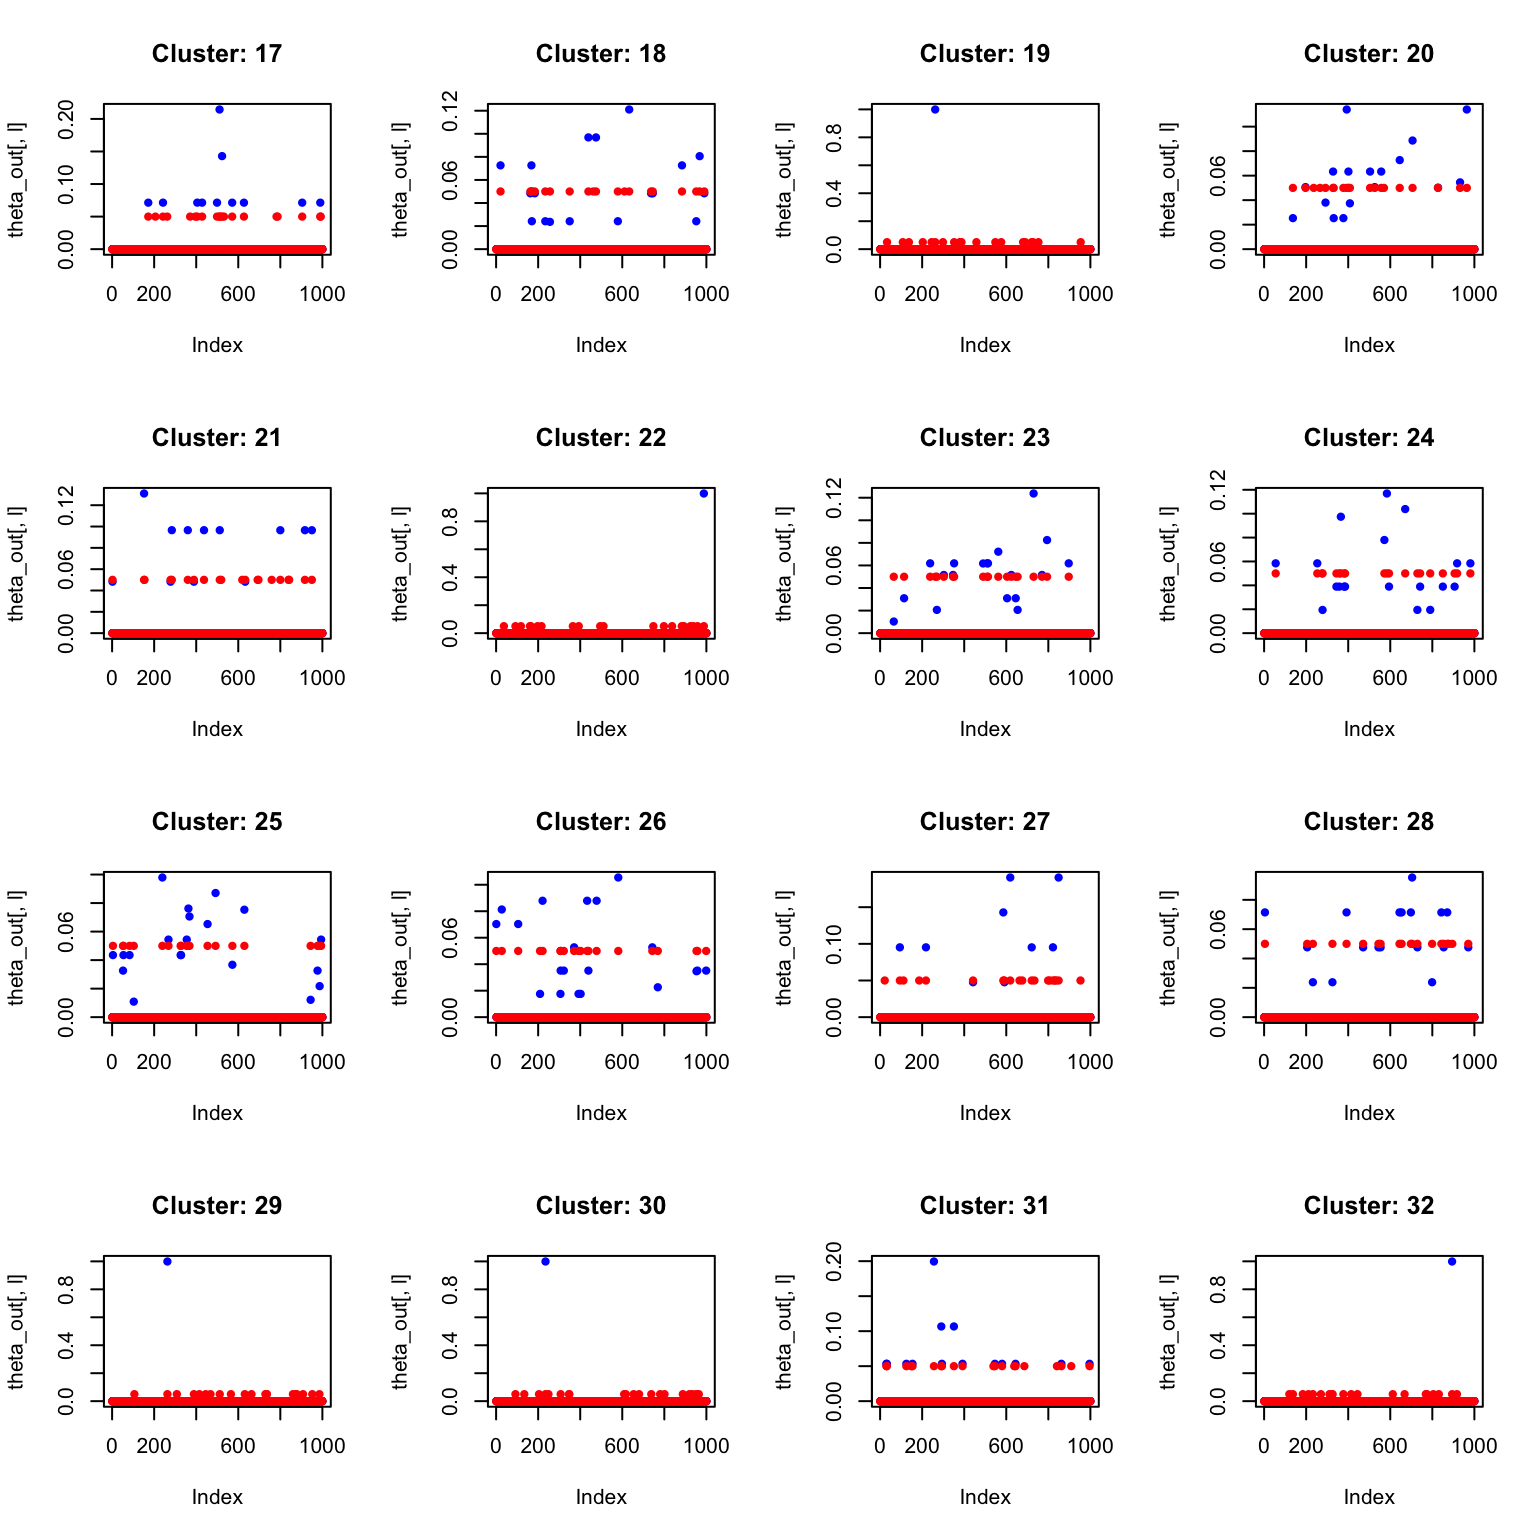 Cluster: 17
theta_out[, l]
0.00 0.10 0.20
0 200 600 1000
Index
Cluster: 18
theta_out[, l]
0.00 0.06 0.12
0 200 600 1000
Index
Cluster: 19
theta_out[, l]
0.0 0.4 0.8
0 200 600 1000
Index
Cluster: 20
theta_out[, l]
0.00 0.06
0 200 600 1000
Index
Cluster: 21
theta_out[, l]
0.00 0.06 0.12
0 200 600 1000
Index
Cluster: 22
theta_out[, l]
0.0 0.4 0.8
0 200 600 1000
Index
Cluster: 23
theta_out[, l]
0.00 0.06 0.12
0 200 600 1000
Index
Cluster: 24
theta_out[, l]
0.00 0.06 0.12
0 200 600 1000
Index
Cluster: 25
theta_out[, l]
0.00 0.06
0 200 600 1000
Index
Cluster: 26
theta_out[, l]
0.00 0.06
0 200 600 1000
Index
Cluster: 27
theta_out[, l]
0.00 0.10
0 200 600 1000
Index
Cluster: 28
theta_out[, l]
0.00 0.06
0 200 600 1000
Index
Cluster: 29
theta_out[, l]
0.0 0.4 0.8
0 200 600 1000
Index
Cluster: 30
theta_out[, l]
0.0 0.4 0.8
0 200 600 1000
Index
Cluster: 31
theta_out[, l]
0.00 0.10 0.20
0 200 600 1000
Index
Cluster: 32
theta_out[, l]
0.0 0.4 0.8
0 200 600 1000
Index